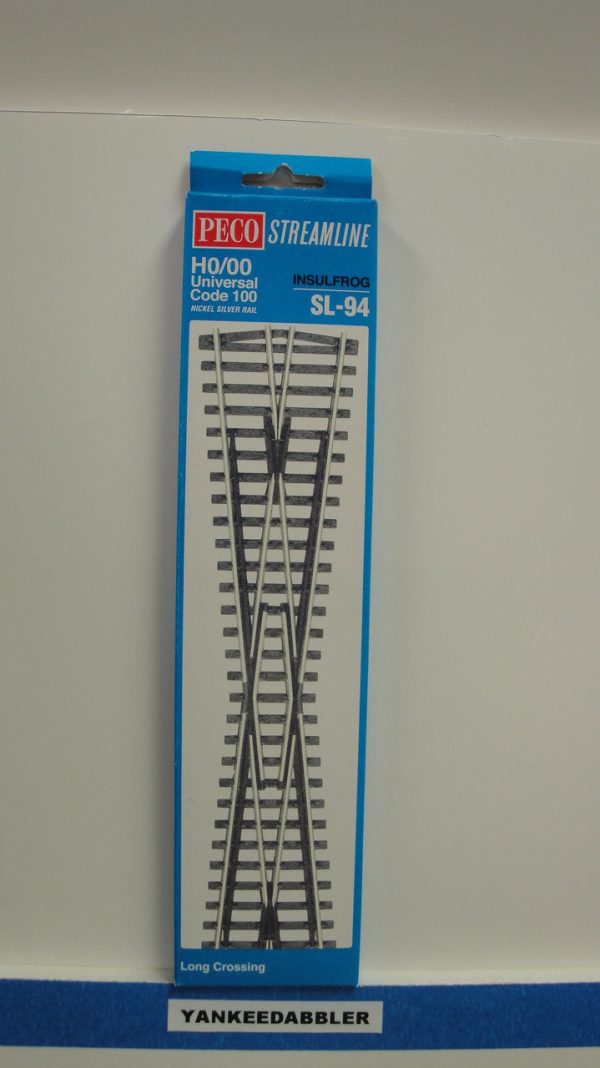 PECO STREAMLINE
H0/00
Universal
Code 100
NICKEL SILVER RAIL
INSULFROG
SL-94
Long Crossing
YANKEEDABBLER